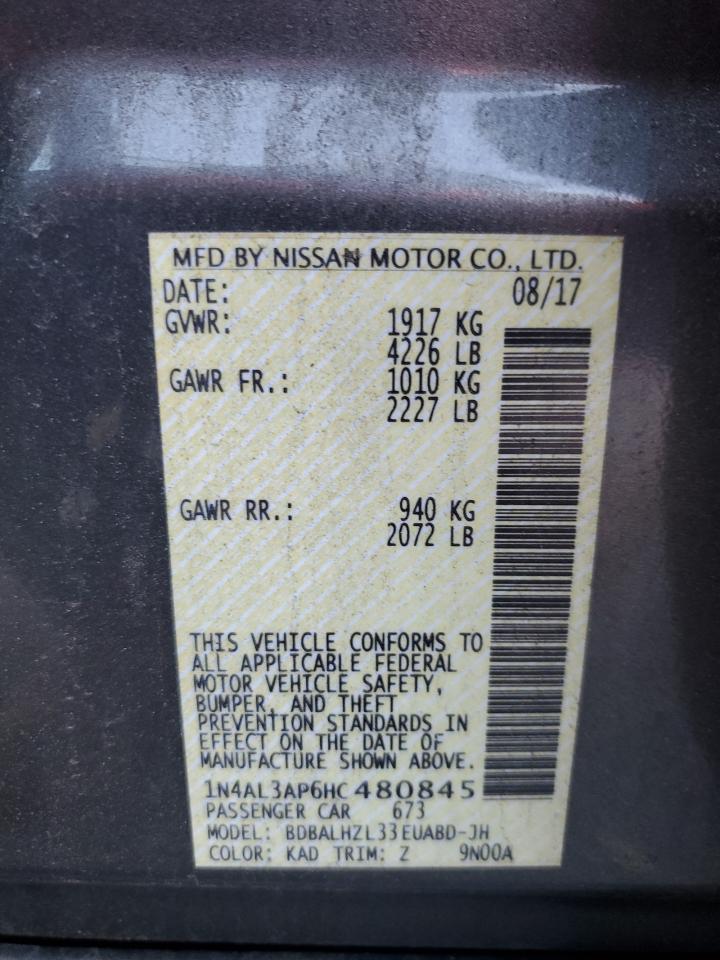 MFD BY NISSAN MOTOR CO., LTD.
DATE: 08/17
GVWR: 1917 KG
4226 LB
GAWR FR.: 1010 KG
2227 LB
GAWR RR.: 940 KG
2072 LB
THIS VEHICLE CONFORMS TO
ALL APPLICABLE FEDERAL
MOTOR VEHICLE SAFETY,
BUMPER, AND THEFT
PREVENTION STANDARDS IN
EFFECT ON THE DATE OF
MANUFACTURE SHOWN ABOVE.
1N4AL3AP6HC480845
PASSENGER CAR 673
MODEL: BDBALHZL33EUABD-JH
COLOR: KAD TRIM: Z 9N00A